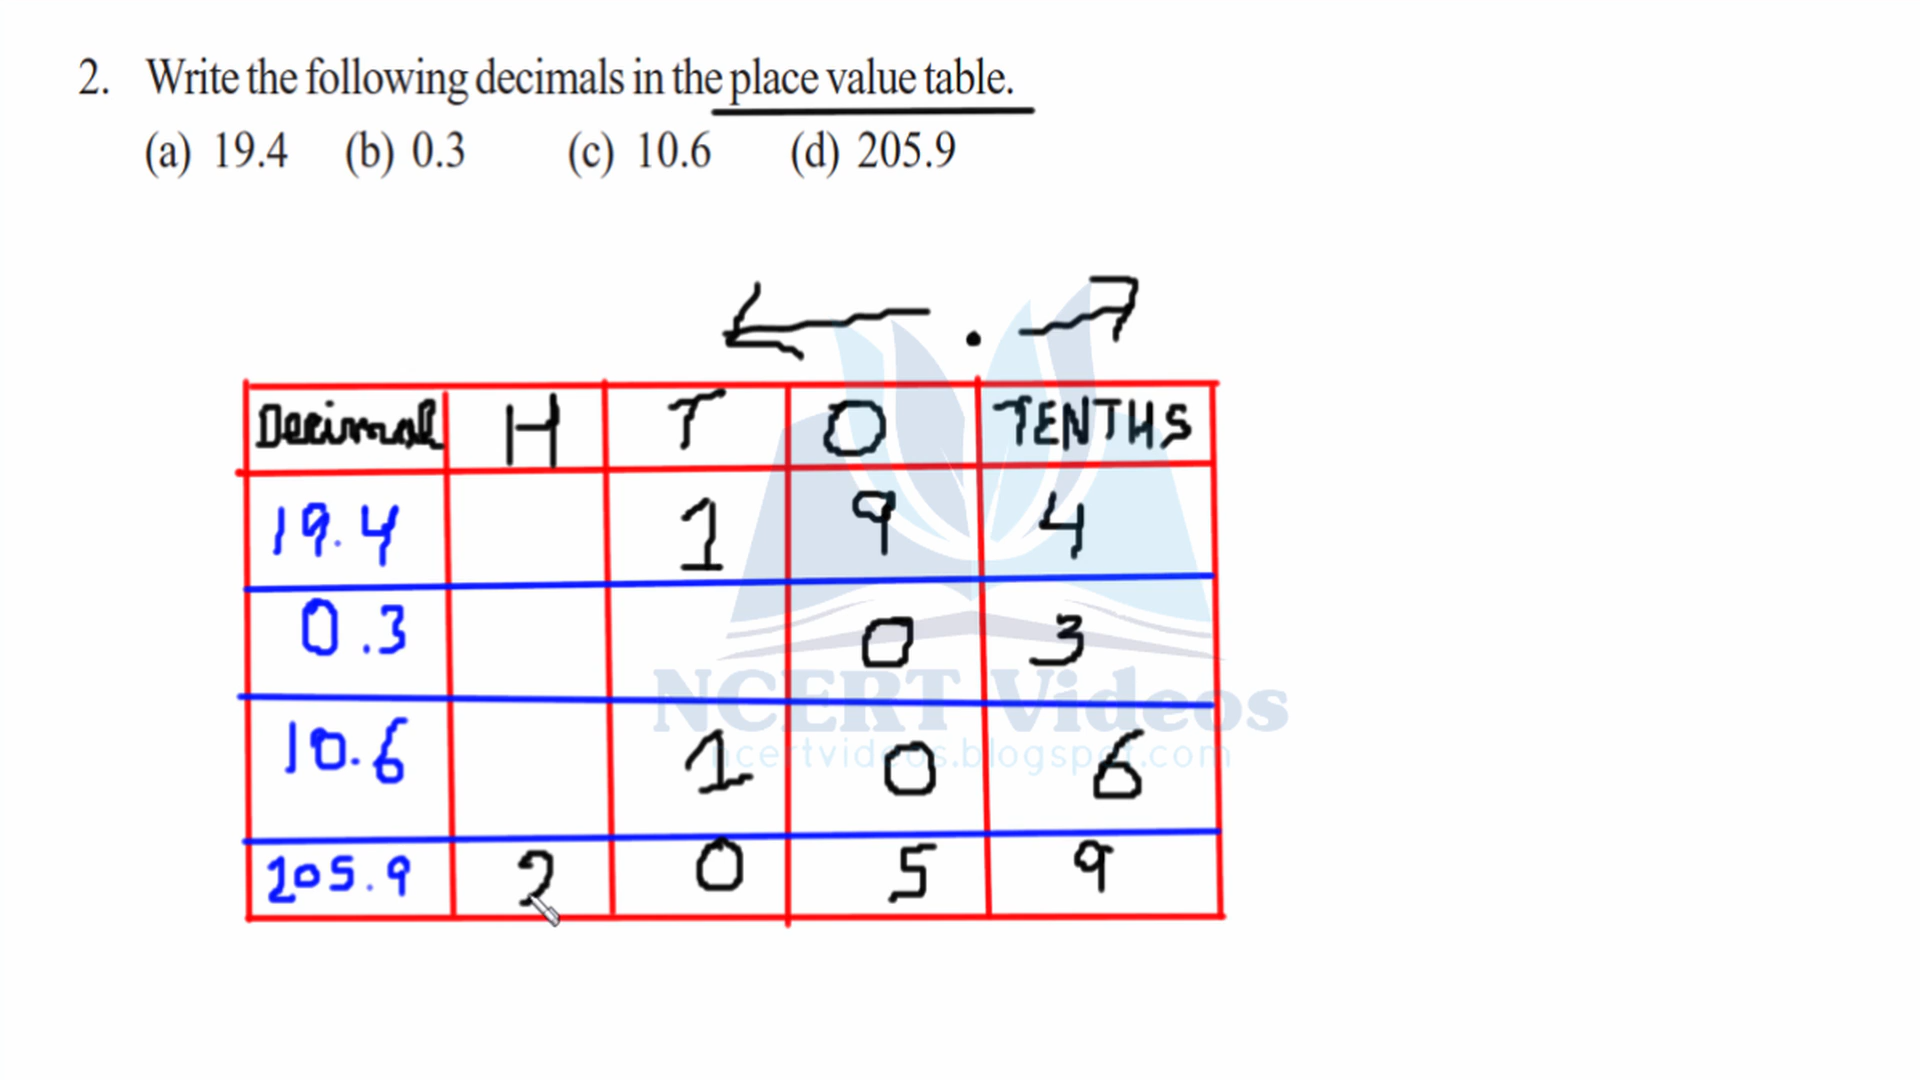 2. Write the following decimals in the place value table.
(a) 19.4 (b) 0.3 (c) 10.6 (d) 205.9
.
Decimal H T O TENTHS
19.4 1 9 4
0.3 0 3
NCERT Videos
ncertvideos.blogspot.com
10.6 1 0 6
205.9 2 0 5 9